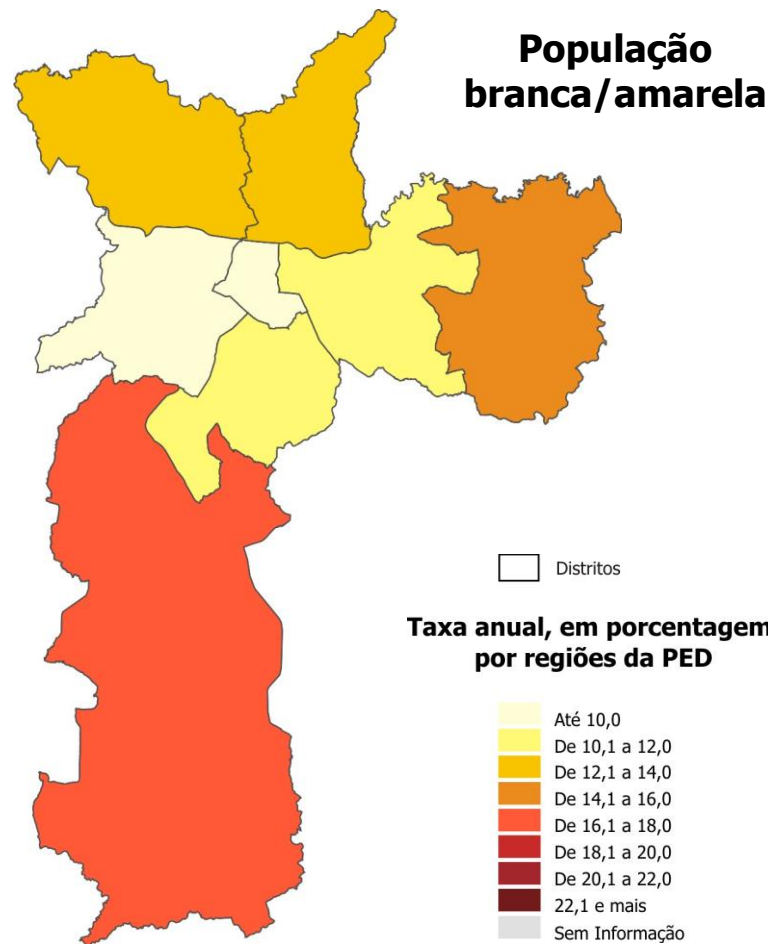 População
branca/amarela
Distritos
Taxa anual, em porcentagem
por regiões da PED
Até 10,0
De 10,1 a 12,0
De 12,1 a 14,0
De 14,1 a 16,0
De 16,1 a 18,0
De 18,1 a 20,0
De 20,1 a 22,0
22,1 e mais
Sem Informação